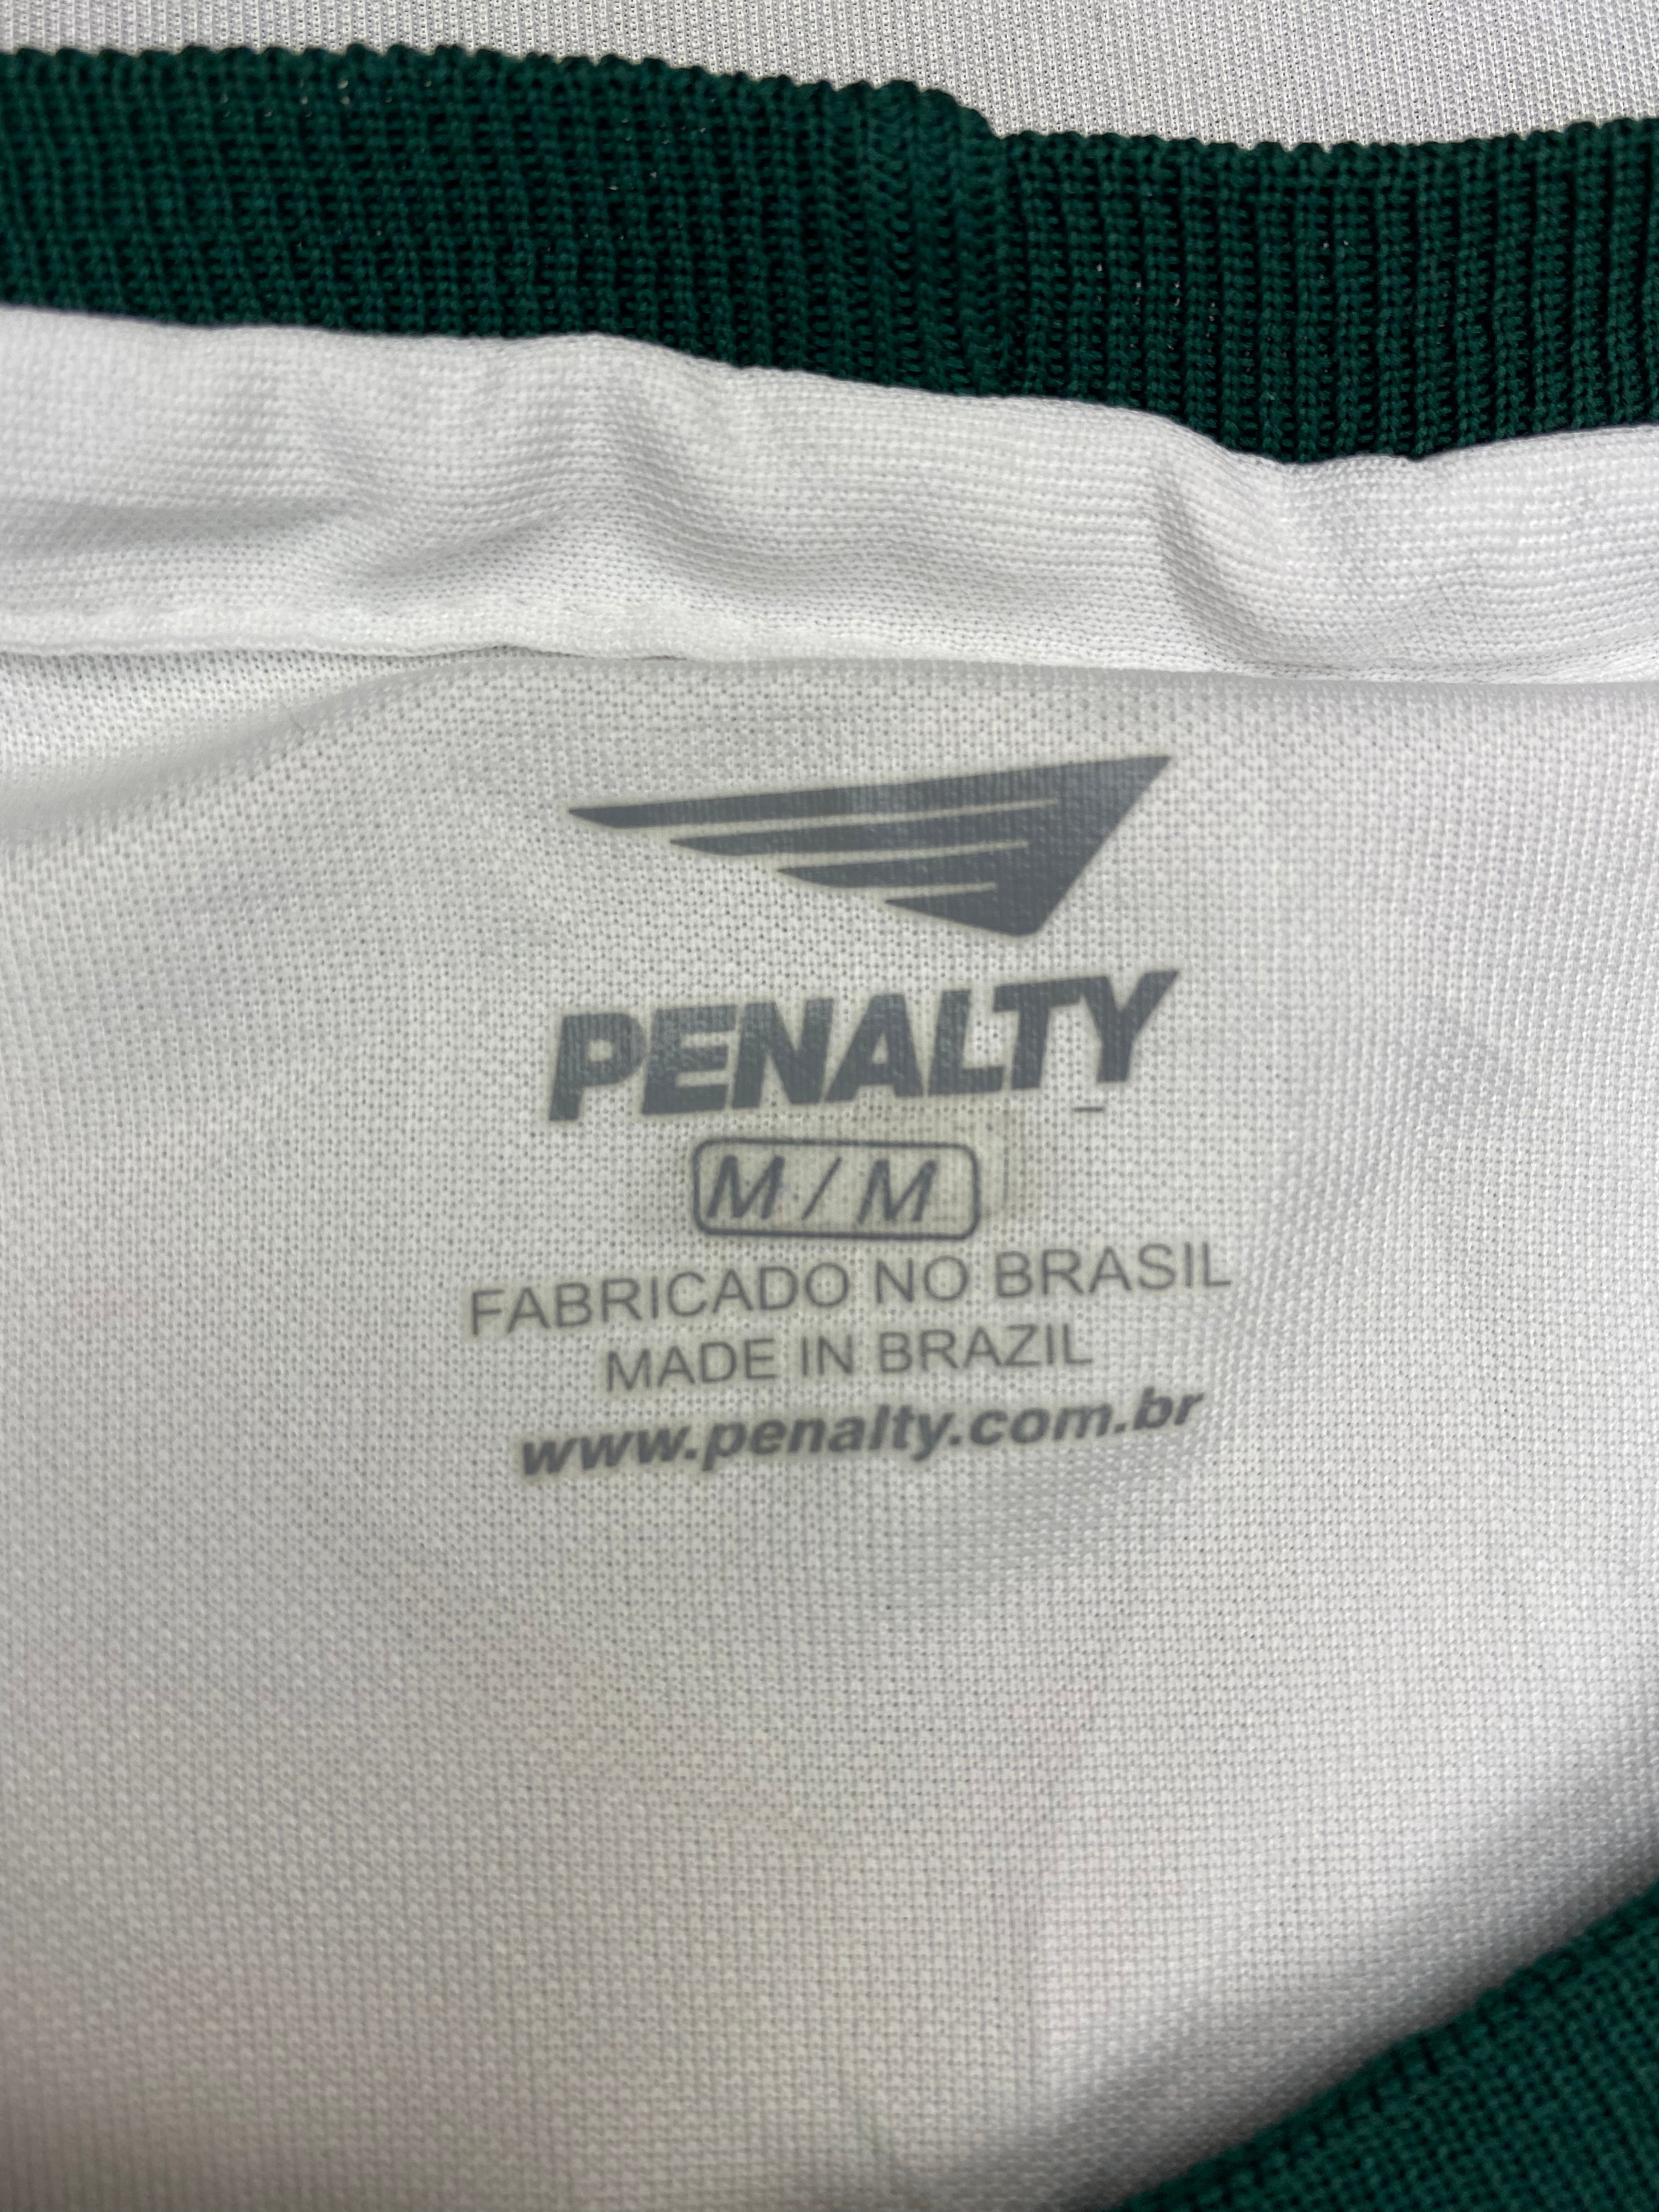 PENALTY
M / M
FABRICADO NO BRASIL
MADE IN BRAZIL
www.penalty.com.br